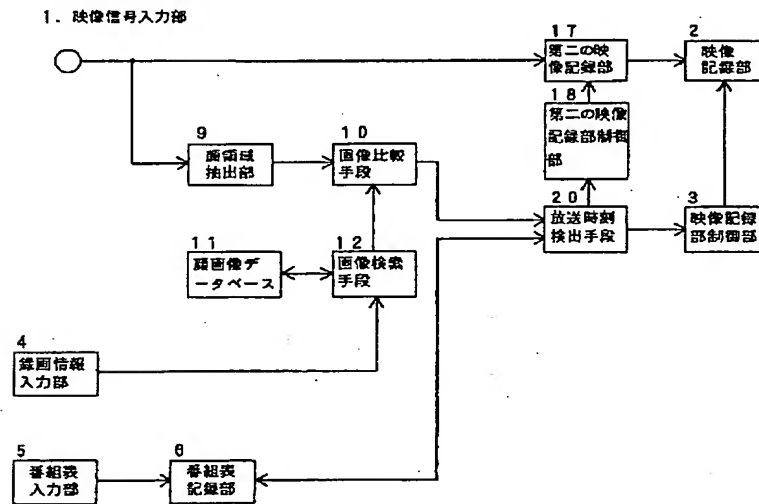 1. 映像信号入力部
17
第二の映
像記録部
2
映像
記録部
18
第二の映像
記録部制御
部
9
顔領域
抽出部
10
画像比較
手段
20
放送時刻
検出手段
3
映像記録
部制御部
11
顔画像デ
ータベース
12
画像検索
手段
4
録画情報
入力部
5
番組表
入力部
6
番組表
記録部